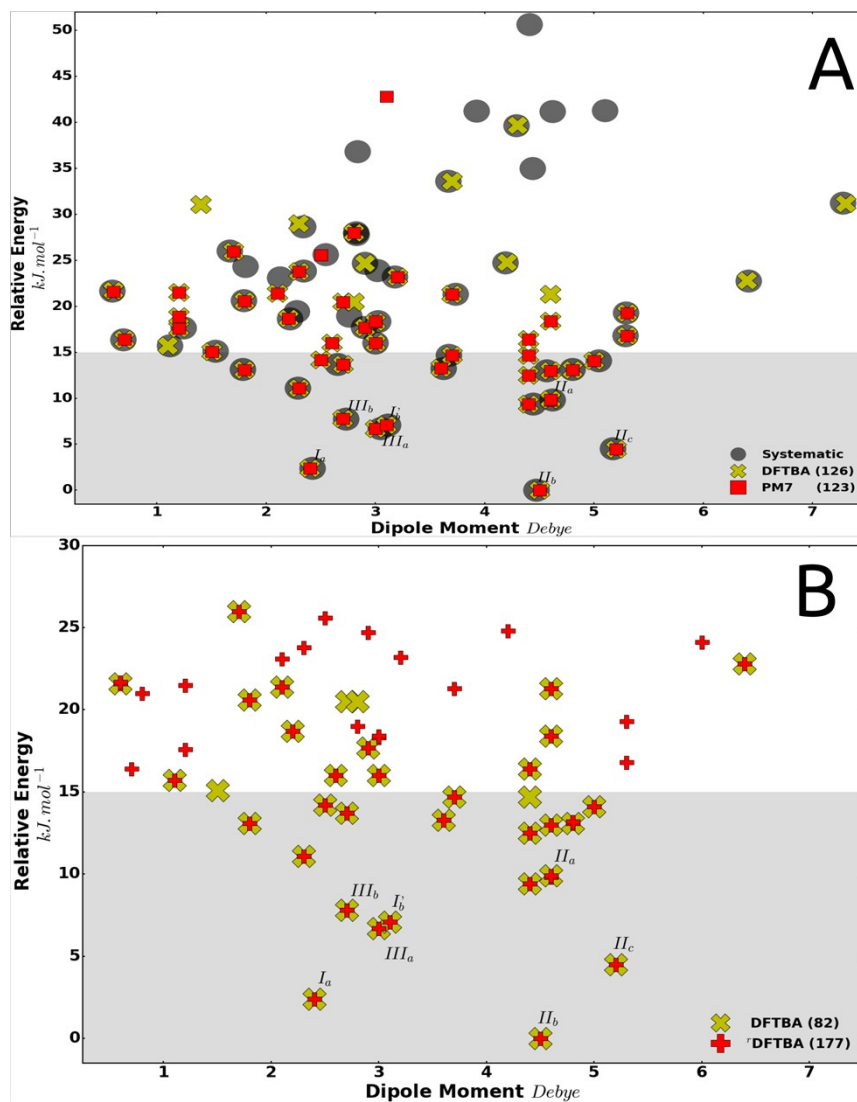 A
50
45
40
35
30
25
20
15
10
5
0
Relative Energy
kJ.mol⁻¹
III_b
I'_b
III_a
I_a
II_a
II_c
II_b
Systematic
DFTBA (126)
PM7 (123)
1 2 3 4 5 6 7
Dipole Moment Debye
B
30
25
20
15
10
5
0
Relative Energy
kJ.mol⁻¹
II_a
III_b
I'_b
III_a
II_c
I_a
II_b
DFTBA (82)
ʳDFTBA (177)
1 2 3 4 5 6 7
Dipole Moment Debye